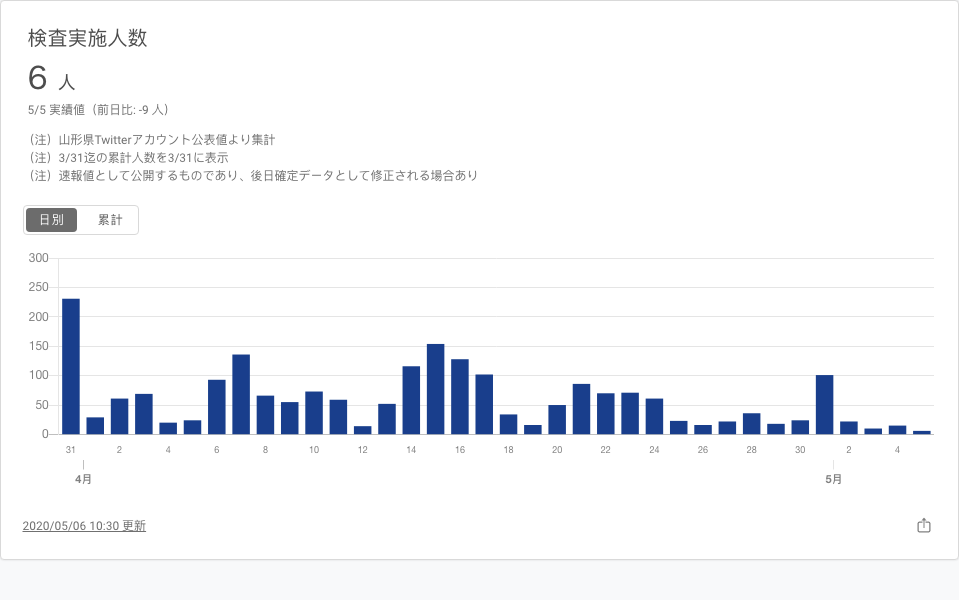 検査実施人数
6 人
5/5 実績値（前日比: -9 人）
（注）山形県Twitterアカウント公表値より集計
（注）3/31迄の累計人数を3/31に表示
（注）速報値として公開するものであり、後日確定データとして修正される場合あり
日別 累計
300
250
200
150
100
50
0
31 2 4 6 8 10 12 14 16 18 20 22 24 26 28 30 2 4
4月 5月
2020/05/06 10:30 更新